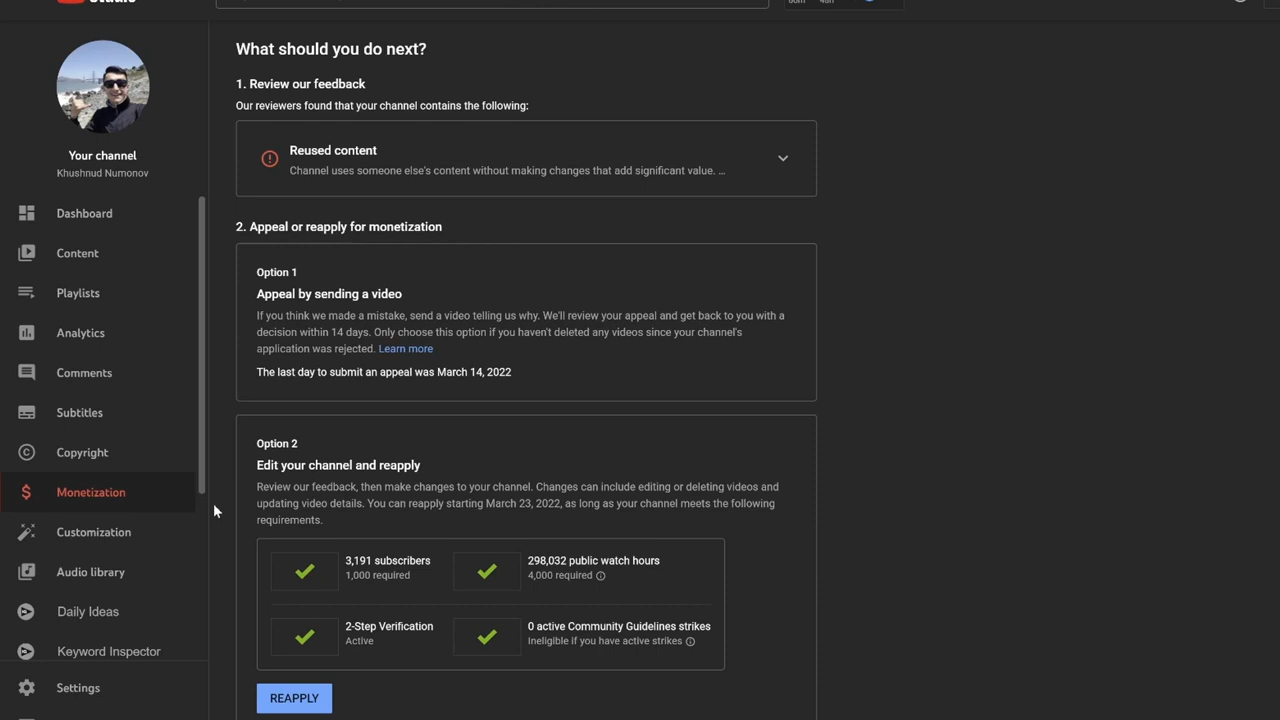 What should you do next?
1. Review our feedback
Our reviewers found that your channel contains the following:
Reused content
Channel uses someone else's content without making changes that add significant value. ...
2. Appeal or reapply for monetization
Option 1
Appeal by sending a video
If you think we made a mistake, send a video telling us why. We'll review your appeal and get back to you with a
decision within 14 days. Only choose this option if you haven't deleted any videos since your channel's
application was rejected. Learn more
The last day to submit an appeal was March 14, 2022
Option 2
Edit your channel and reapply
Review our feedback, then make changes to your channel. Changes can include editing or deleting videos and
updating video details. You can reapply starting March 23, 2022, as long as your channel meets the following
requirements.
3,191 subscribers
1,000 required
298,032 public watch hours
4,000 required
2-Step Verification
Active
0 active Community Guidelines strikes
Ineligible if you have active strikes
REAPPLY
Your channel
Khushnud Numonov
Dashboard
Content
Playlists
Analytics
Comments
Subtitles
Copyright
Monetization
Customization
Audio library
Daily Ideas
Keyword Inspector
Settings